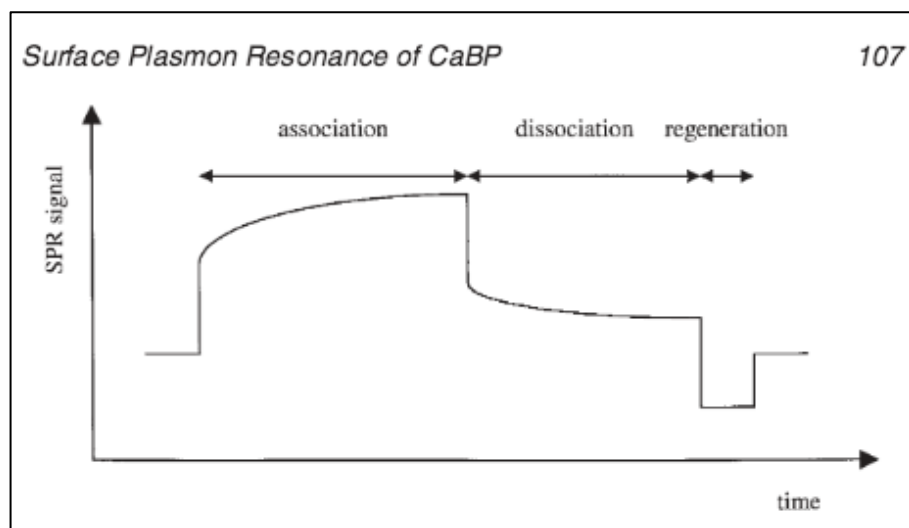 Surface Plasmon Resonance of CaBP 107
association dissociation regeneration
SPR signal
time